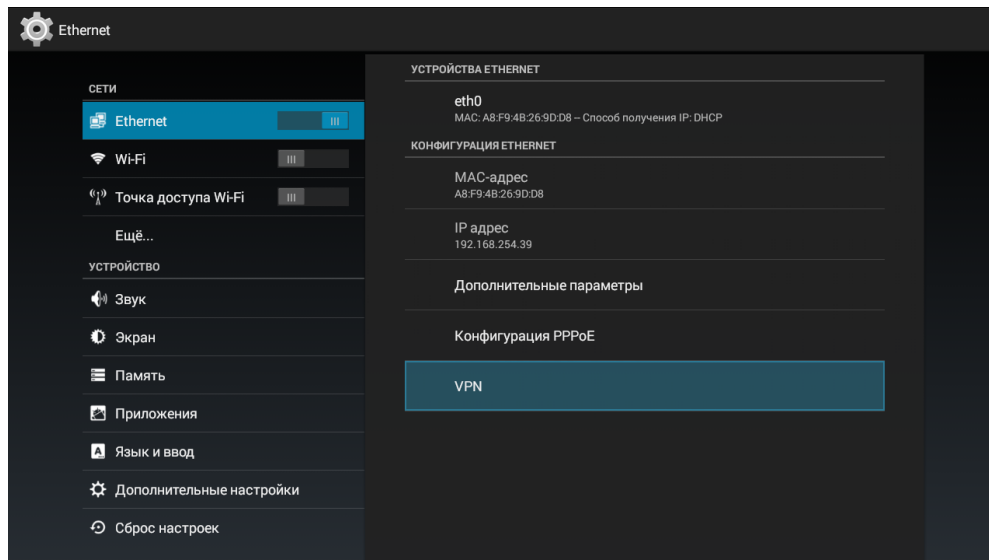 Ethernet
СЕТИ
Ethernet
Wi-Fi
Точка доступа Wi-Fi
Ещё...
УСТРОЙСТВО
Звук
Экран
Память
Приложения
Язык и ввод
Дополнительные настройки
Сброс настроек
УСТРОЙСТВА ETHERNET
eth0
MAC: A8:F9:4B:26:9D:D8 – Способ получения IP: DHCP
КОНФИГУРАЦИЯ ETHERNET
MAC-адрес
A8:F9:4B:26:9D:D8
IP адрес
192.168.254.39
Дополнительные параметры
Конфигурация PPPoE
VPN